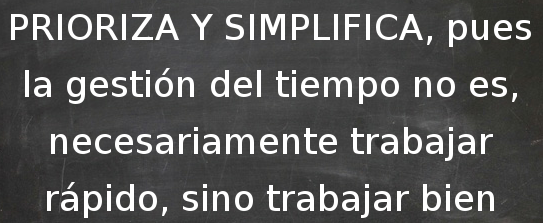 PRIORIZA Y SIMPLIFICA, pues
la gestión del tiempo no es,
necesariamente trabajar
rápido, sino trabajar bien